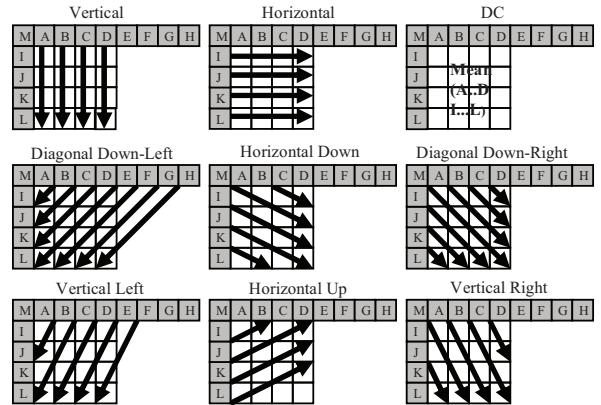 Vertical Horizontal DC
M A B C D E F G H M A B C D E F G H M A B C D E F G H
I I I
J J J Mean
K K K (A..D
L L L I...L)
Diagonal Down-Left Horizontal Down Diagonal Down-Right
M A B C D E F G H M A B C D E F G H M A B C D E F G H
I I I
J J J
K K K
L L L
Vertical Left Horizontal Up Vertical Right
M A B C D E F G H M A B C D E F G H M A B C D E F G H
I I I
J J J
K K K
L L L